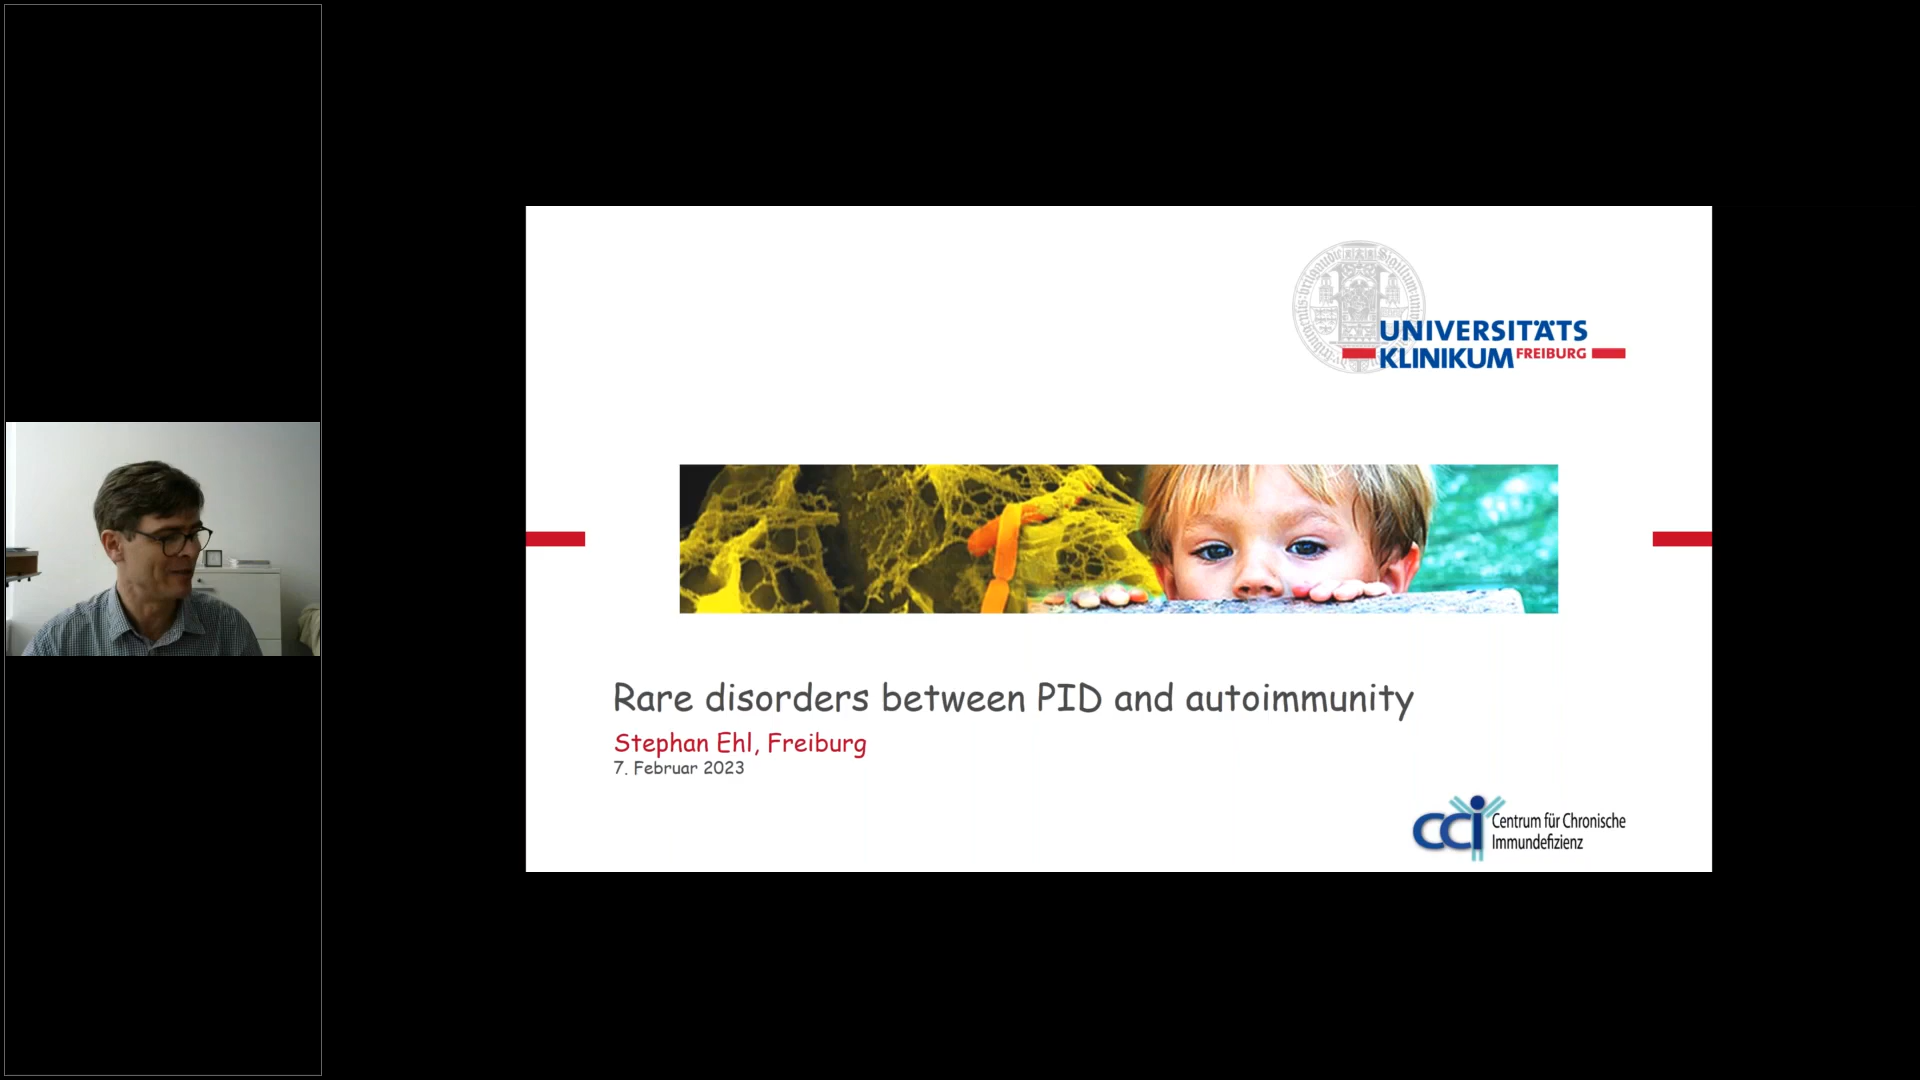 UNIVERSITÄTS
KLINIKUM FREIBURG
Rare disorders between PID and autoimmunity
Stephan Ehl, Freiburg
7. Februar 2023
cci Centrum für Chronische
Immundefizienz